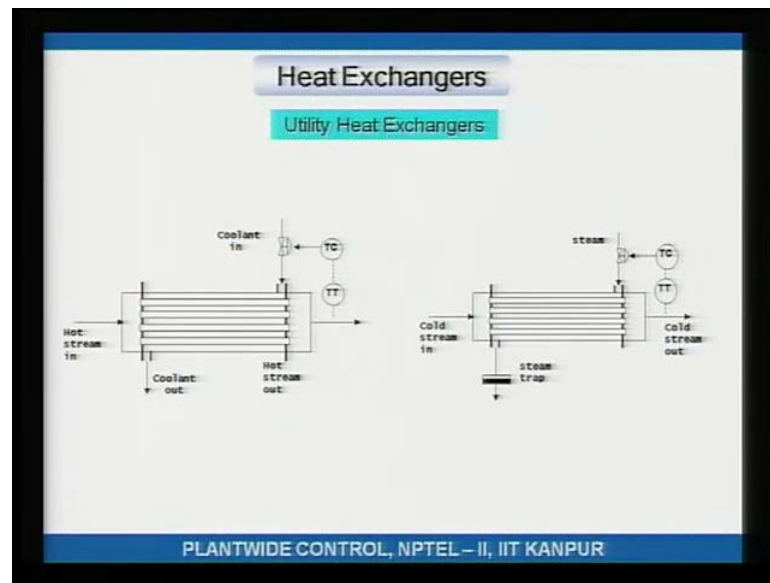 Heat Exchangers
Utility Heat Exchangers
Coolant
in
TC
TT
Hot
stream
in
Coolant
out
Hot
stream
out
steam
TC
TT
Cold
stream
in
Cold
stream
out
steam
trap
PLANTWIDE CONTROL, NPTEL – II, IIT KANPUR